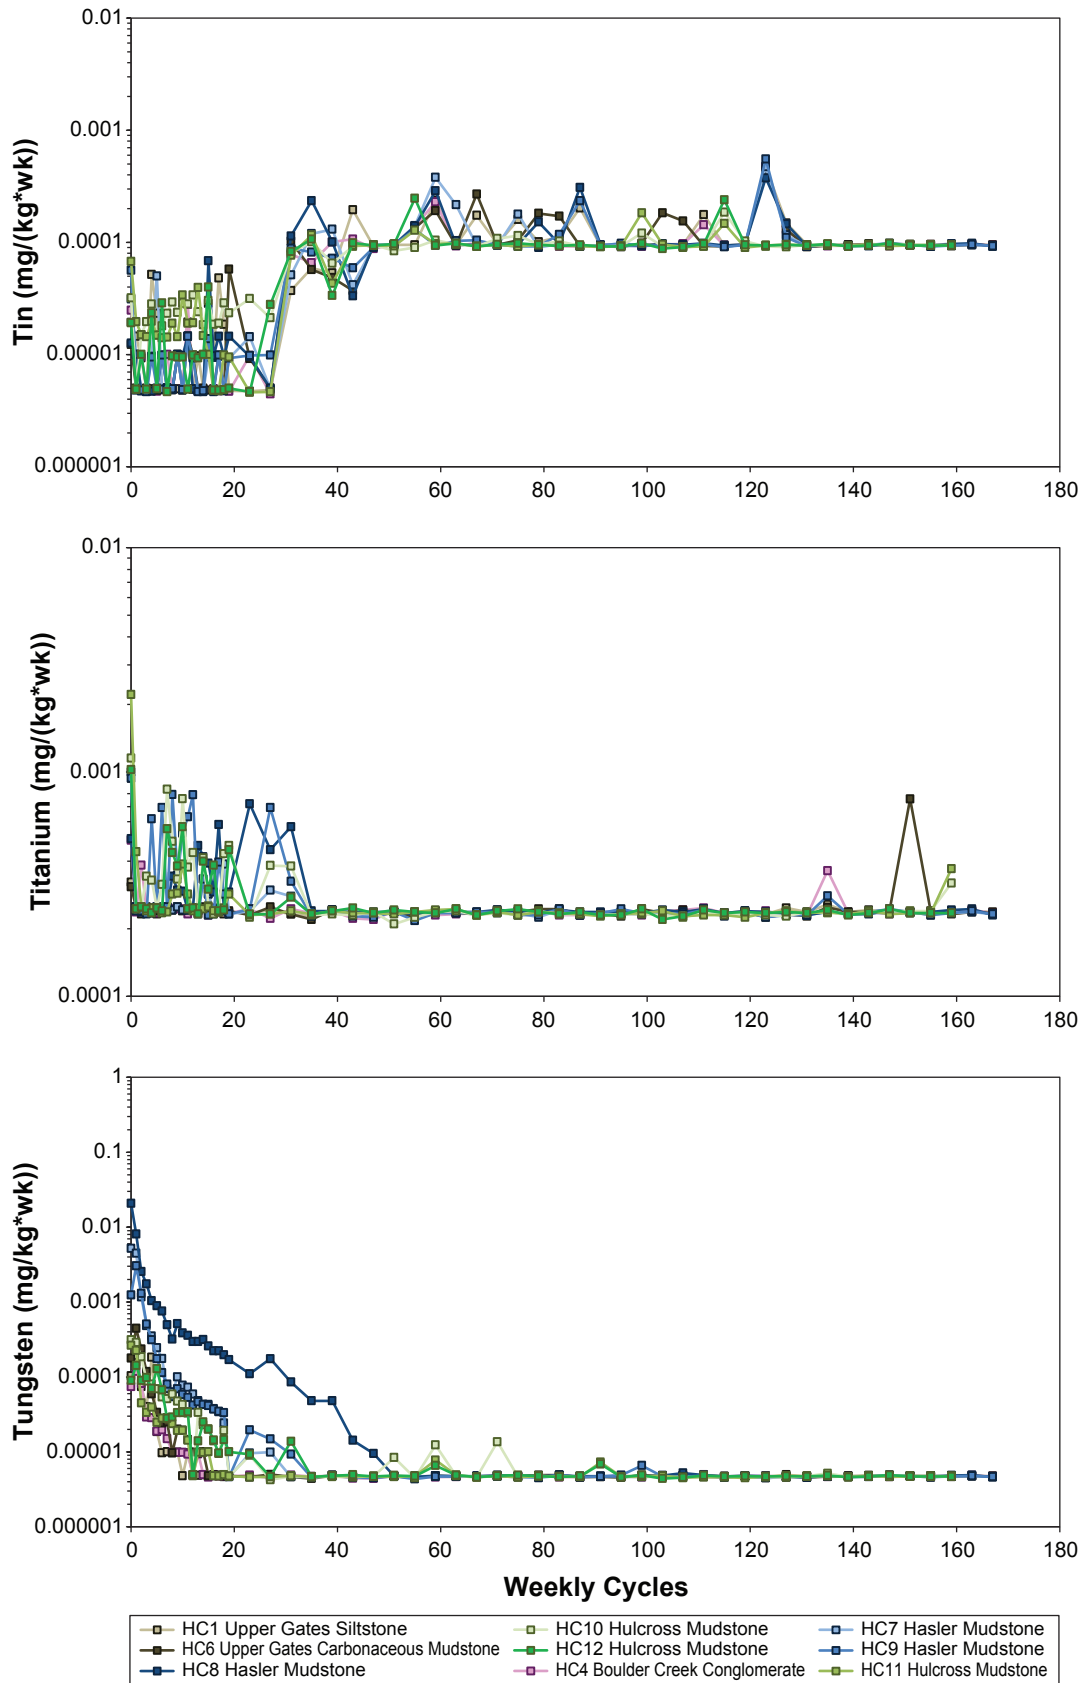 0.01
0.001
0.0001
0.00001
0.000001
Tin (mg/(kg*wk))
0 20 40 60 80 100 120 140 160 180
0.01
0.001
0.0001
Titanium (mg/(kg*wk))
0 20 40 60 80 100 120 140 160 180
1
0.1
0.01
0.001
0.0001
0.00001
0.000001
Tungsten (mg/kg*wk))
0 20 40 60 80 100 120 140 160 180
Weekly Cycles
HC1 Upper Gates Siltstone HC10 Hulcross Mudstone HC7 Hasler Mudstone
HC6 Upper Gates Carbonaceous Mudstone HC12 Hulcross Mudstone HC9 Hasler Mudstone
HC8 Hasler Mudstone HC4 Boulder Creek Conglomerate HC11 Hulcross Mudstone